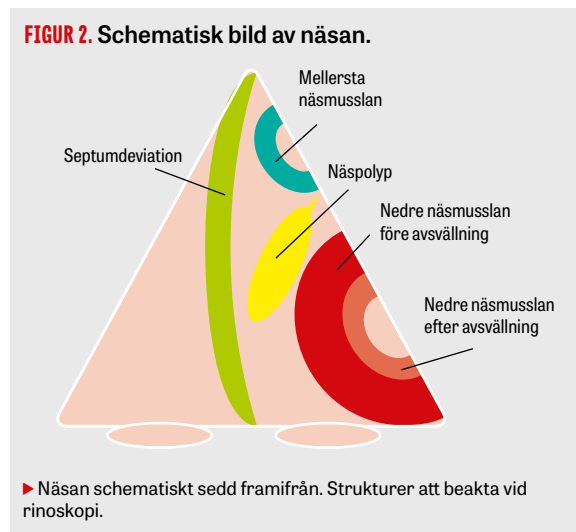 FIGUR 2. Schematisk bild av näsan.
Mellersta
näsmusslan
Septumdeviation
Näspolyp
Nedre näsmusslan
före avsvällning
Nedre näsmusslan
efter avsvällning
▶ Näsan schematiskt sedd framifrån. Strukturer att beakta vid
rinoskopi.